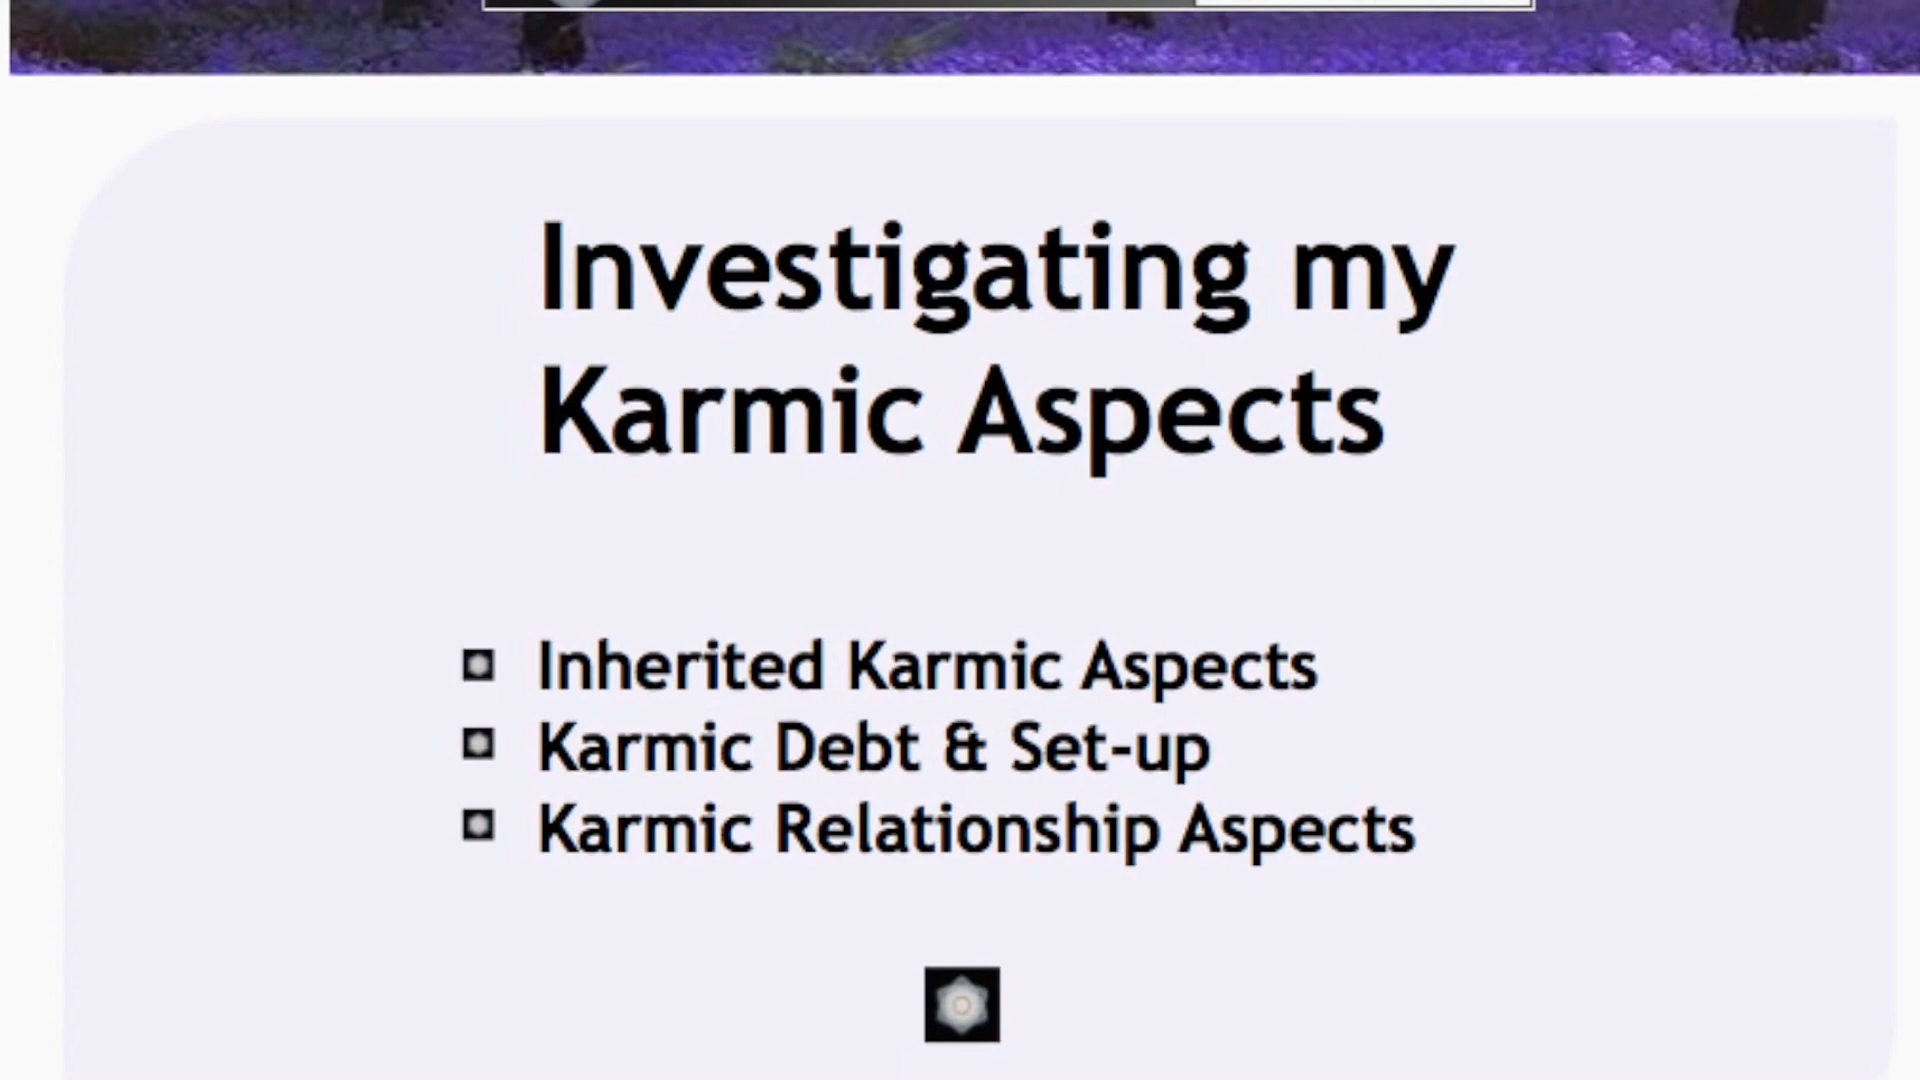 Investigating my
Karmic Aspects
Inherited Karmic Aspects
Karmic Debt & Set-up
Karmic Relationship Aspects